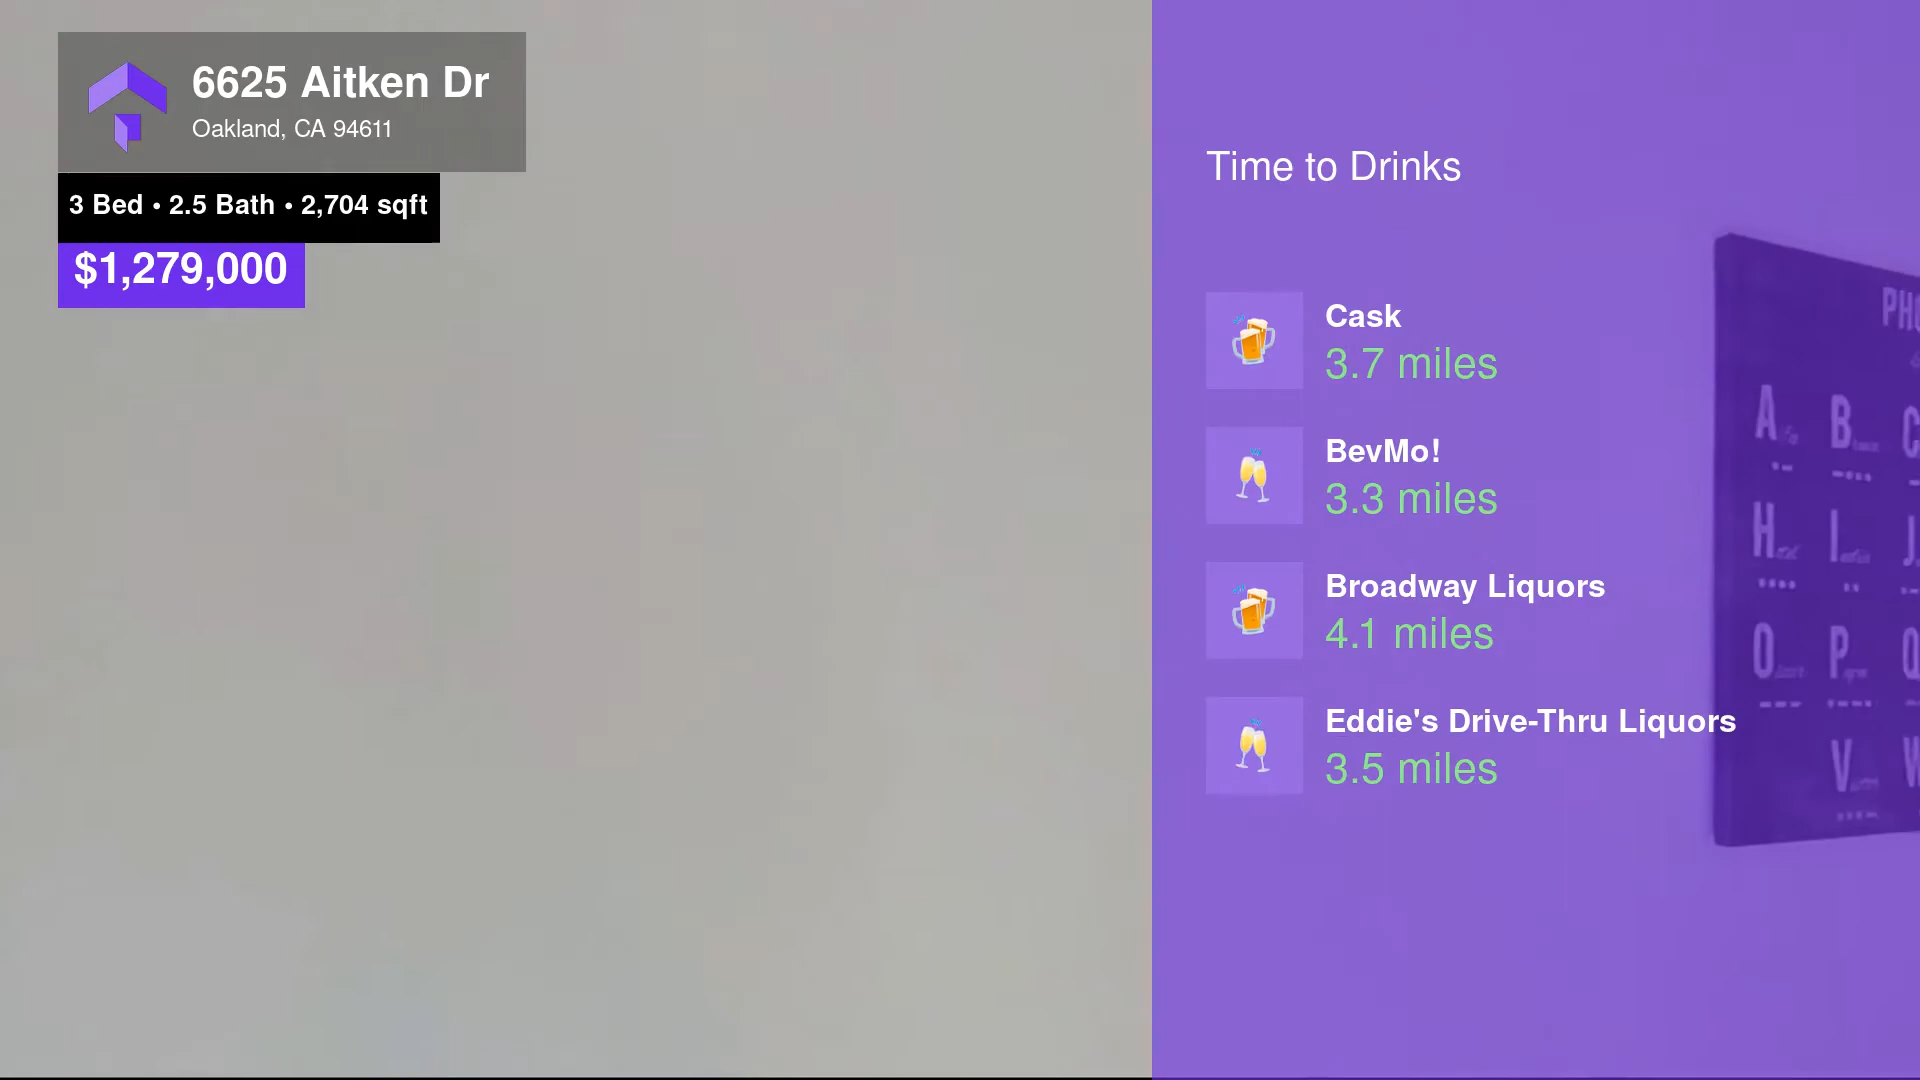 6625 Aitken Dr
Oakland, CA 94611
3 Bed • 2.5 Bath • 2,704 sqft
$1,279,000
Time to Drinks
Cask
3.7 miles
BevMo!
3.3 miles
Broadway Liquors
4.1 miles
Eddie's Drive-Thru Liquors
3.5 miles
A B C
H I J
O P Q
V W